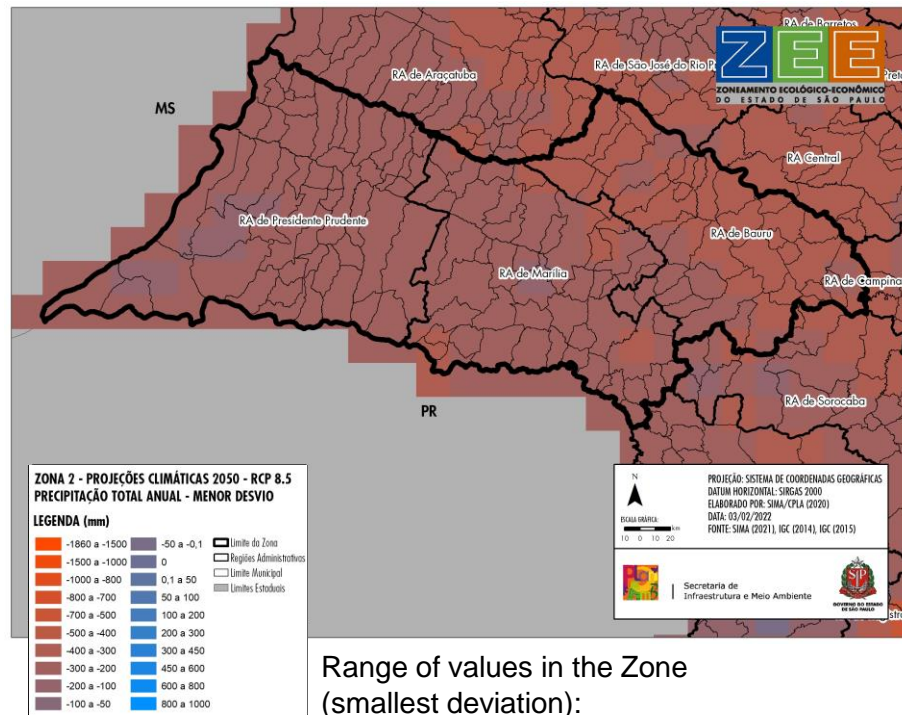 RA de Barretos
RA de São José do Rio P
RA de Araçatuba
Preto
ZEE
ZONEAMENTO ECOLÓGICO-ECONÔMICO
DO ESTADO DE SÃO PAULO
MS
RA Central
RA de Presidente Prudente
RA de Bauru
RA de Marília
RA de Campina
PR
RA de Sorocaba
ZONA 2 - PROJEÇÕES CLIMÁTICAS 2050 - RCP 8.5
PRECIPITAÇÃO TOTAL ANUAL - MENOR DESVIO
LEGENDA (mm)
-1860 a -1500
-1500 a -1000
-1000 a -800
-800 a -700
-700 a -500
-500 a -400
-400 a -300
-300 a -200
-200 a -100
-100 a -50
-50 a -0,1
0
0,1 a 50
50 a 100
100 a 200
200 a 300
300 a 450
450 a 600
600 a 800
800 a 1000
Limite da Zona
Regiões Administrativas
Limite Municipal
Limites Estaduais
N
ESCALA GRÁFICA:
10 0 10 20 km
PROJEÇÃO: SISTEMA DE COORDENADAS GEOGRÁFICAS
DATUM HORIZONTAL: SIRGAS 2000
ELABORADO POR: SIMA/CPLA (2020)
DATA: 03/02/2022
FONTE: SIMA (2021), IGC (2014), IGC (2015)
Secretaria de
Infraestrutura e Meio Ambiente
GOVERNO DO ESTADO
DE SÃO PAULO
Range of values in the Zone
(smallest deviation):